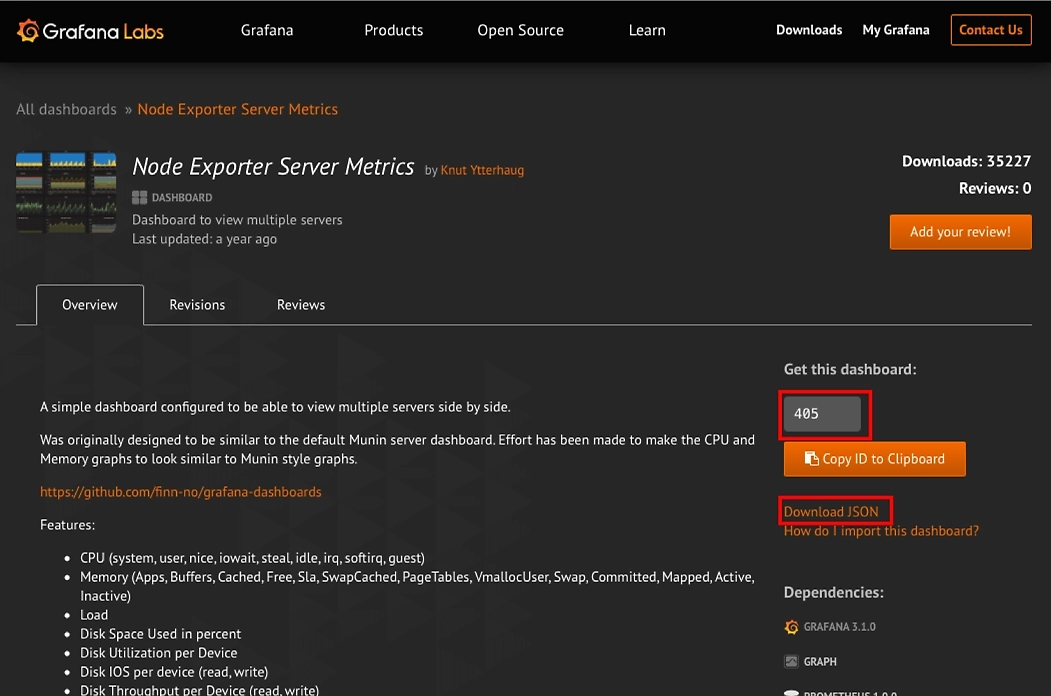 Grafana Labs
Grafana Products Open Source Learn Downloads My Grafana Contact Us
All dashboards » Node Exporter Server Metrics
Node Exporter Server Metrics by Knut Ytterhaug
DASHBOARD
Dashboard to view multiple servers
Last updated: a year ago
Downloads: 35227
Reviews: 0
Add your review!
Overview Revisions Reviews
A simple dashboard configured to be able to view multiple servers side by side.
Was originally designed to be similar to the default Munin server dashboard. Effort has been made to make the CPU and
Memory graphs to look similar to Munin style graphs.
https://github.com/finn-no/grafana-dashboards
Features:
• CPU (system, user, nice, iowait, steal, idle, irq, softirq, guest)
• Memory (Apps, Buffers, Cached, Free, Sla, SwapCached, PageTables, VmallocUser, Swap, Committed, Mapped, Active,
Inactive)
• Load
• Disk Space Used in percent
• Disk Utilization per Device
• Disk IOS per device (read, write)
• Disk Throughput per Device (read, write)
Get this dashboard:
405
Copy ID to Clipboard
Download JSON
How do I import this dashboard?
Dependencies:
GRAFANA 3.1.0
GRAPH
PROMETHEUS 1.0.0